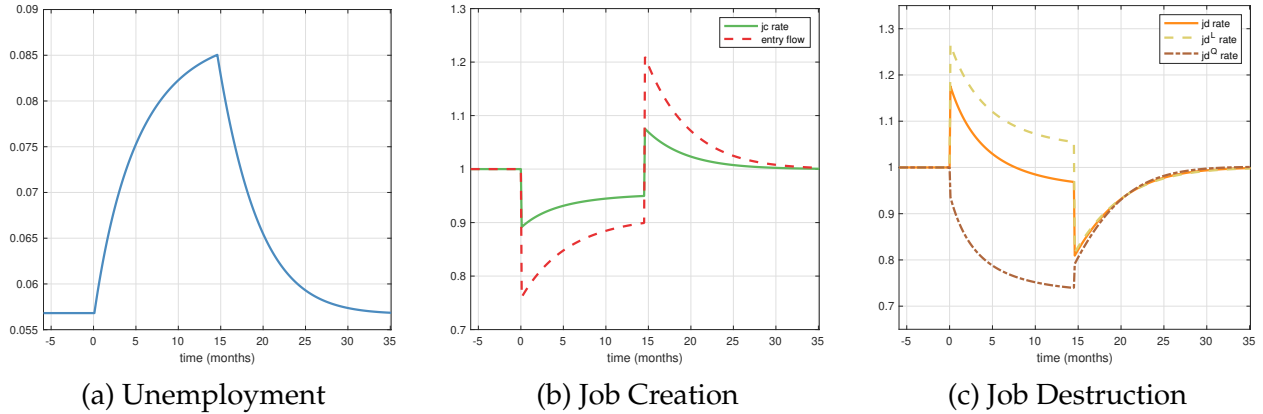 0.09
0.085
0.08
0.075
0.07
0.065
0.06
0.055
-5 0 5 10 15 20 25 30 35
time (months)
(a) Unemployment
1.3
1.2
1.1
1
0.9
0.8
0.7
-5 0 5 10 15 20 25 30 35
time (months)
jc rate
entry flow
(b) Job Creation
1.3
1.2
1.1
1
0.9
0.8
0.7
-5 0 5 10 15 20 25 30 35
time (months)
jd rate
jd^L rate
jd^Q rate
(c) Job Destruction